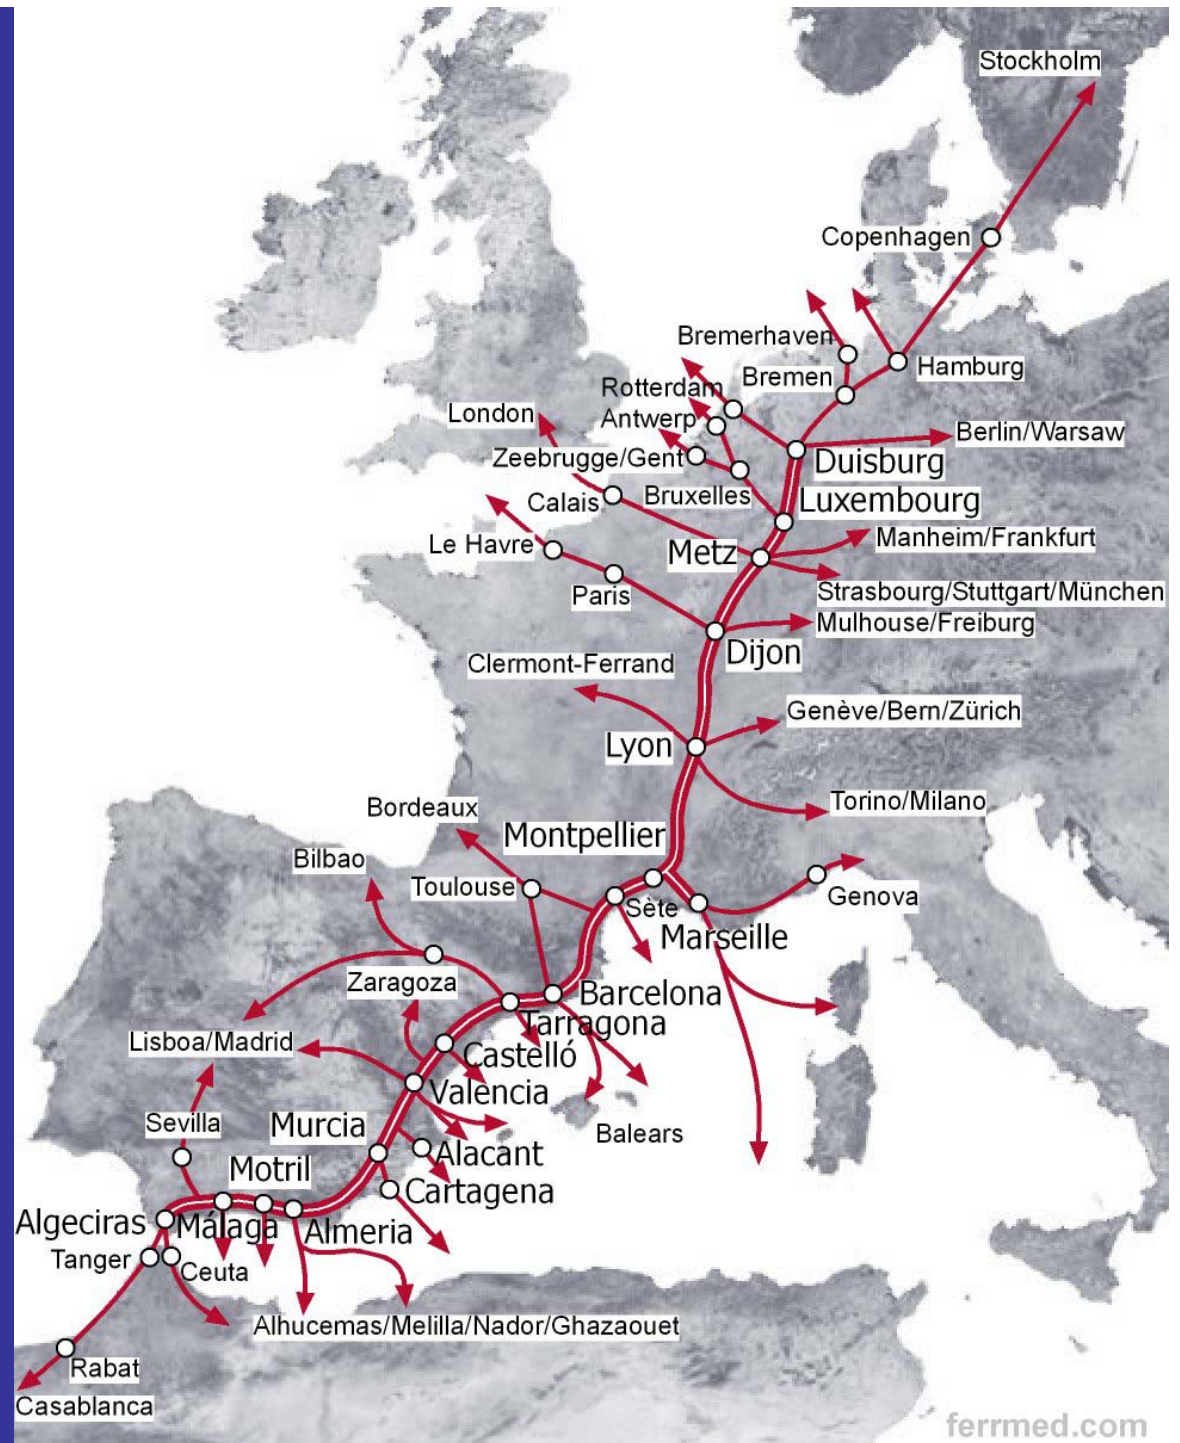 Stockholm
Copenhagen
Bremerhaven
Hamburg
Bremen
Rotterdam
London
Antwerp
Berlin/Warsaw
Zeebrugge/Gent
Duisburg
Calais
Bruxelles
Luxembourg
Le Havre
Metz
Manheim/Frankfurt
Paris
Strasbourg/Stuttgart/München
Mulhouse/Freiburg
Dijon
Clermont-Ferrand
Genève/Bern/Zürich
Lyon
Torino/Milano
Bordeaux
Montpellier
Bilbao
Toulouse
Genova
Sète
Marseille
Zaragoza
Barcelona
Tarragona
Lisboa/Madrid
Castelló
Valencia
Sevilla
Murcia
Balears
Alacant
Motril
Cartagena
Algeciras
Málaga
Almeria
Tanger
Ceuta
Alhucemas/Melilla/Nador/Ghazaouet
Rabat
Casablanca
ferrmed.com